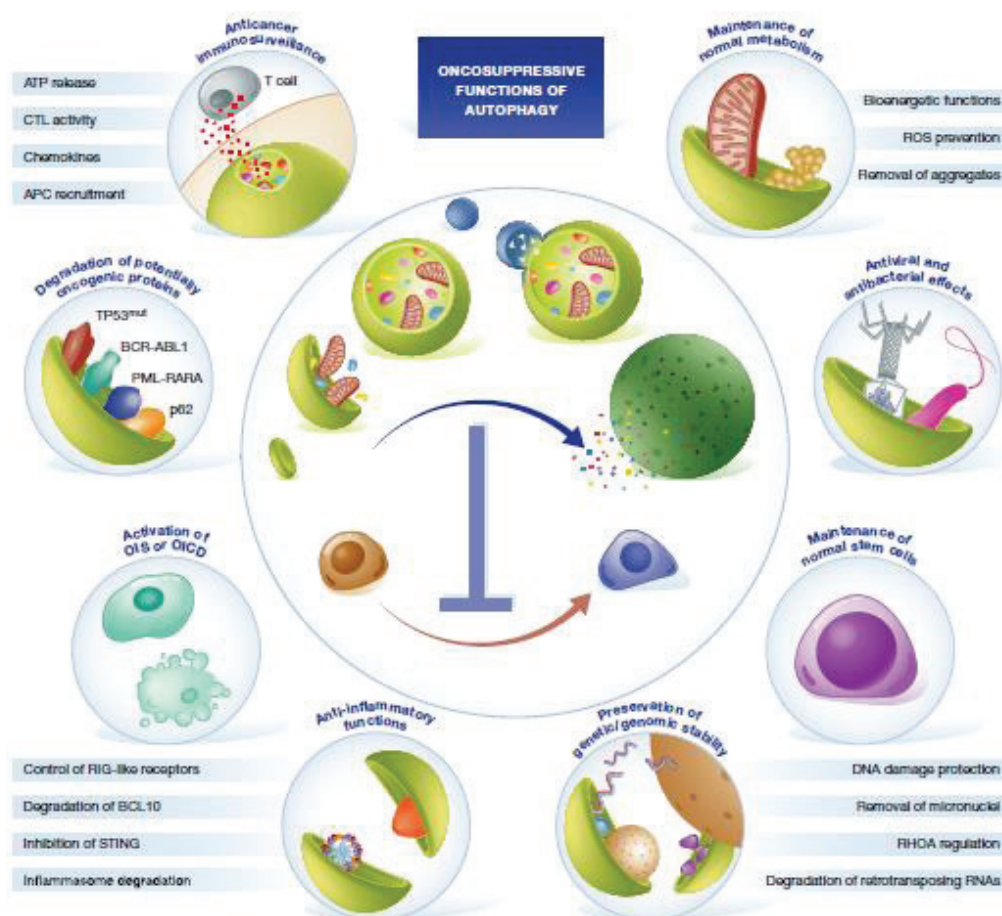 Anticancer
immunosurveillance
ATP release
CTL activity
Chemokines
APC recruitment
T cell
ONCOSUPPRESSIVE
FUNCTIONS OF
AUTOPHAGY
Maintenance of
normal metabolism
Bioenergetic functions
ROS prevention
Removal of aggregates
Degradation of potentially
oncogenic proteins
TP53mut
BCR-ABL1
PML-RARA
p62
Antiviral and
antibacterial effects
Activation of
OIS or OICD
Maintenance of
normal stem cells
Anti-inflammatory
functions
Control of RIG-like receptors
Degradation of BCL10
Inhibition of STING
Inflammasome degradation
Preservation of
genetic/genomic stability
DNA damage protection
Removal of micronuclei
RHOA regulation
Degradation of retrotransposing RNAs